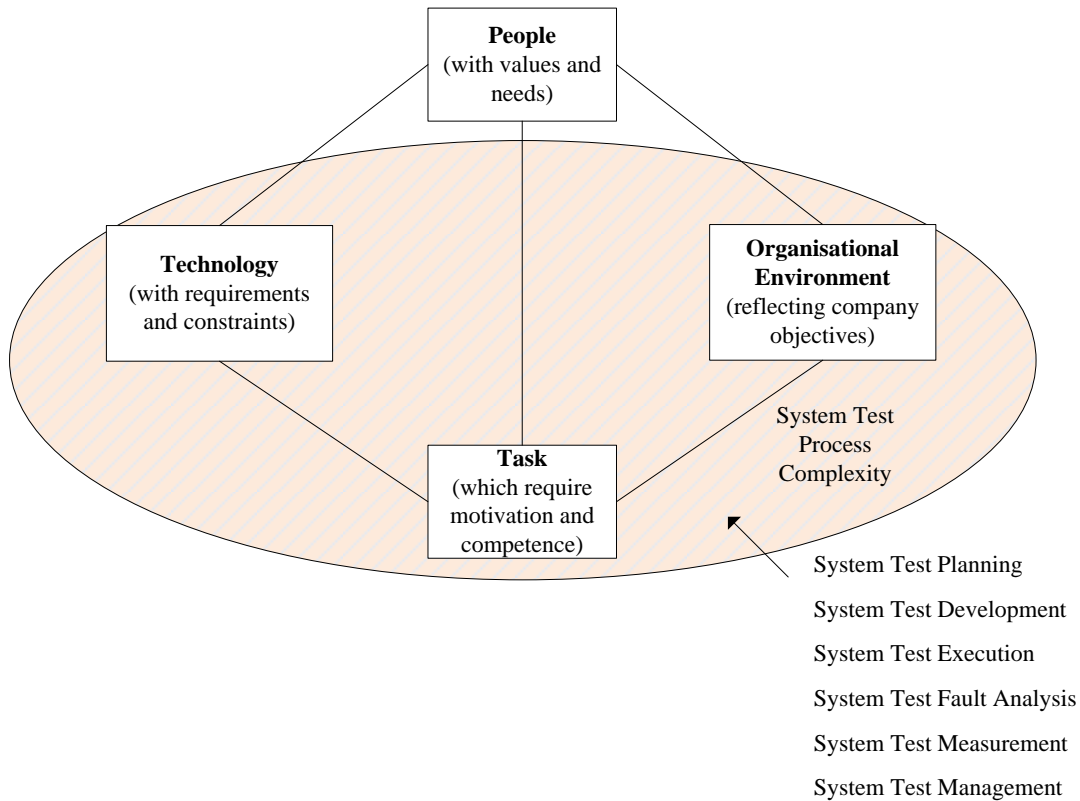 People
(with values and
needs)
Technology
(with requirements
and constraints)
Organisational
Environment
(reflecting company
objectives)
Task
(which require
motivation and
competence)
System Test
Process
Complexity
System Test Planning
System Test Development
System Test Execution
System Test Fault Analysis
System Test Measurement
System Test Management